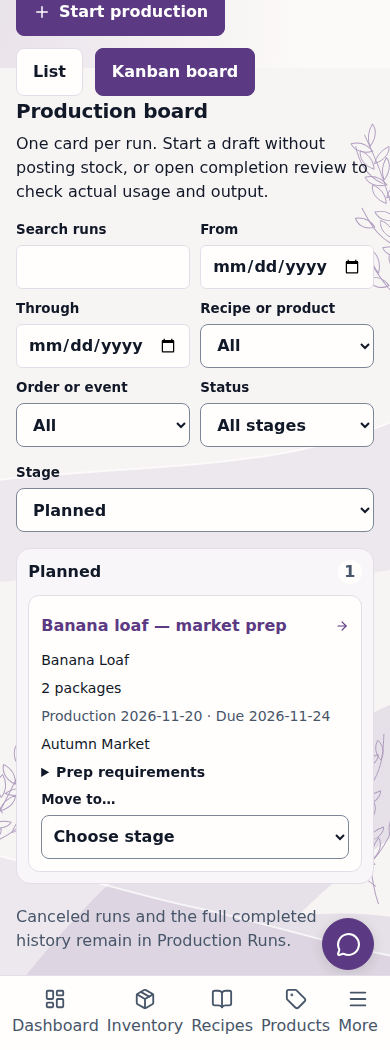 + Start production
List Kanban board
Production board
One card per run. Start a draft without
posting stock, or open completion review to
check actual usage and output.
Search runs From
mm/dd/yyyy
Through Recipe or product
mm/dd/yyyy All
Order or event Status
All All stages
Stage
Planned
Planned 1
Banana loaf — market prep →
Banana Loaf
2 packages
Production 2026-11-20 · Due 2026-11-24
Autumn Market
▶ Prep requirements
Move to…
Choose stage
Canceled runs and the full completed
history remain in Production Runs.
Dashboard Inventory Recipes Products More